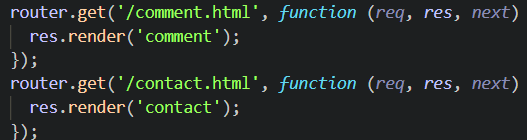 router.get('/comment.html', function (req, res, next)
  res.render('comment');
});
router.get('/contact.html', function (req, res, next)
  res.render('contact');
});